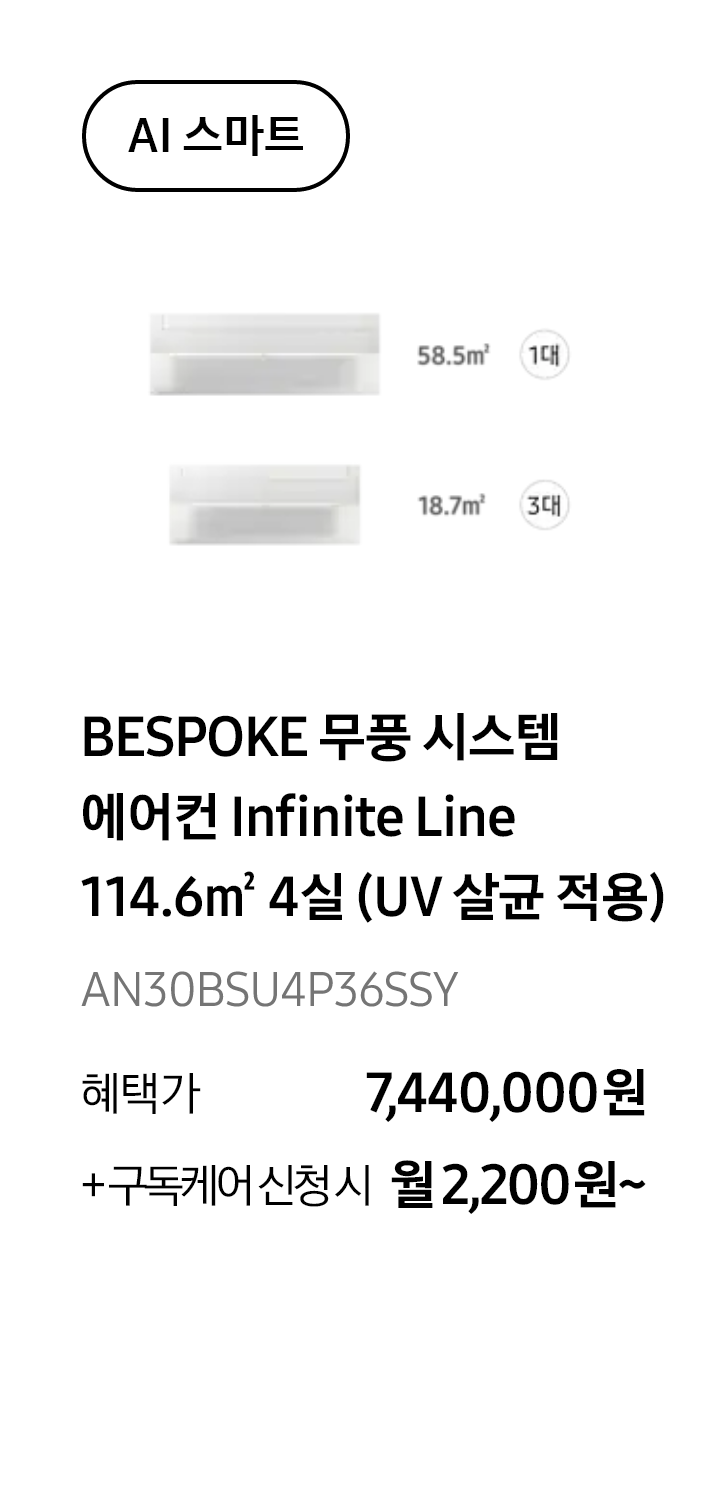 AI 스마트
58.5㎡ 1대
18.7㎡ 3대
BESPOKE 무풍 시스템
에어컨 Infinite Line
114.6㎡ 4실 (UV 살균 적용)
AN30BSU4P36SSY
혜택가 7,440,000원
+구독케어 신청 시 월 2,200원~